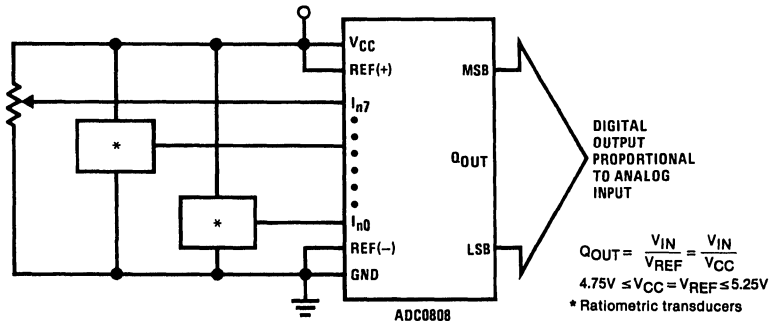 VCC
REF(+)
In7
In0
REF(−)
GND
MSB
QOUT
LSB
ADC0808
*
*
DIGITAL
OUTPUT
PROPORTIONAL
TO ANALOG
INPUT
QOUT = VIN/VREF = VIN/VCC
4.75V ≤ VCC = VREF ≤ 5.25V
* Ratiometric transducers